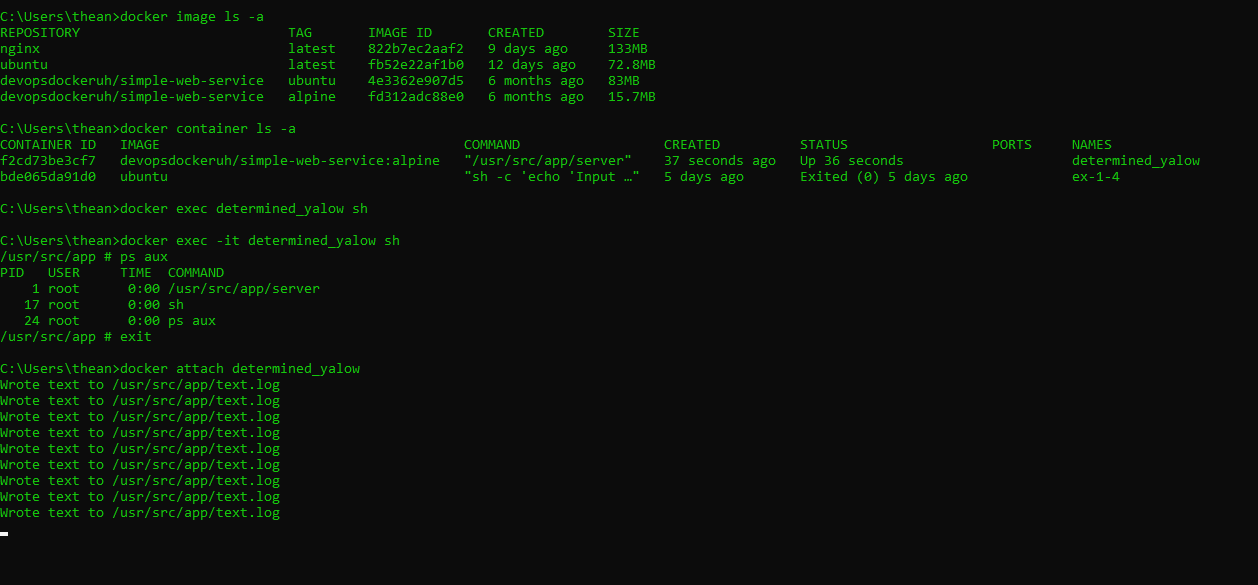 C:\Users\thean>docker image ls -a
REPOSITORY                          TAG       IMAGE ID       CREATED        SIZE
nginx                               latest    822b7ec2aaf2   9 days ago     133MB
ubuntu                              latest    fb52e22af1b0   12 days ago    72.8MB
devopsdockeruh/simple-web-service   ubuntu    4e3362e907d5   6 months ago   83MB
devopsdockeruh/simple-web-service   alpine    fd312adc88e0   6 months ago   15.7MB

C:\Users\thean>docker container ls -a
CONTAINER ID   IMAGE                                      COMMAND                  CREATED          STATUS                  PORTS     NAMES
f2cd73be3cf7   devopsdockeruh/simple-web-service:alpine   "/usr/src/app/server"    37 seconds ago   Up 36 seconds                     determined_yalow
bde065da91d0   ubuntu                                     "sh -c 'echo 'Input …"   5 days ago       Exited (0) 5 days ago             ex-1-4

C:\Users\thean>docker exec determined_yalow sh

C:\Users\thean>docker exec -it determined_yalow sh
/usr/src/app # ps aux
PID   USER     TIME  COMMAND
    1 root      0:00 /usr/src/app/server
   17 root      0:00 sh
   24 root      0:00 ps aux
/usr/src/app # exit

C:\Users\thean>docker attach determined_yalow
Wrote text to /usr/src/app/text.log
Wrote text to /usr/src/app/text.log
Wrote text to /usr/src/app/text.log
Wrote text to /usr/src/app/text.log
Wrote text to /usr/src/app/text.log
Wrote text to /usr/src/app/text.log
Wrote text to /usr/src/app/text.log
Wrote text to /usr/src/app/text.log
Wrote text to /usr/src/app/text.log